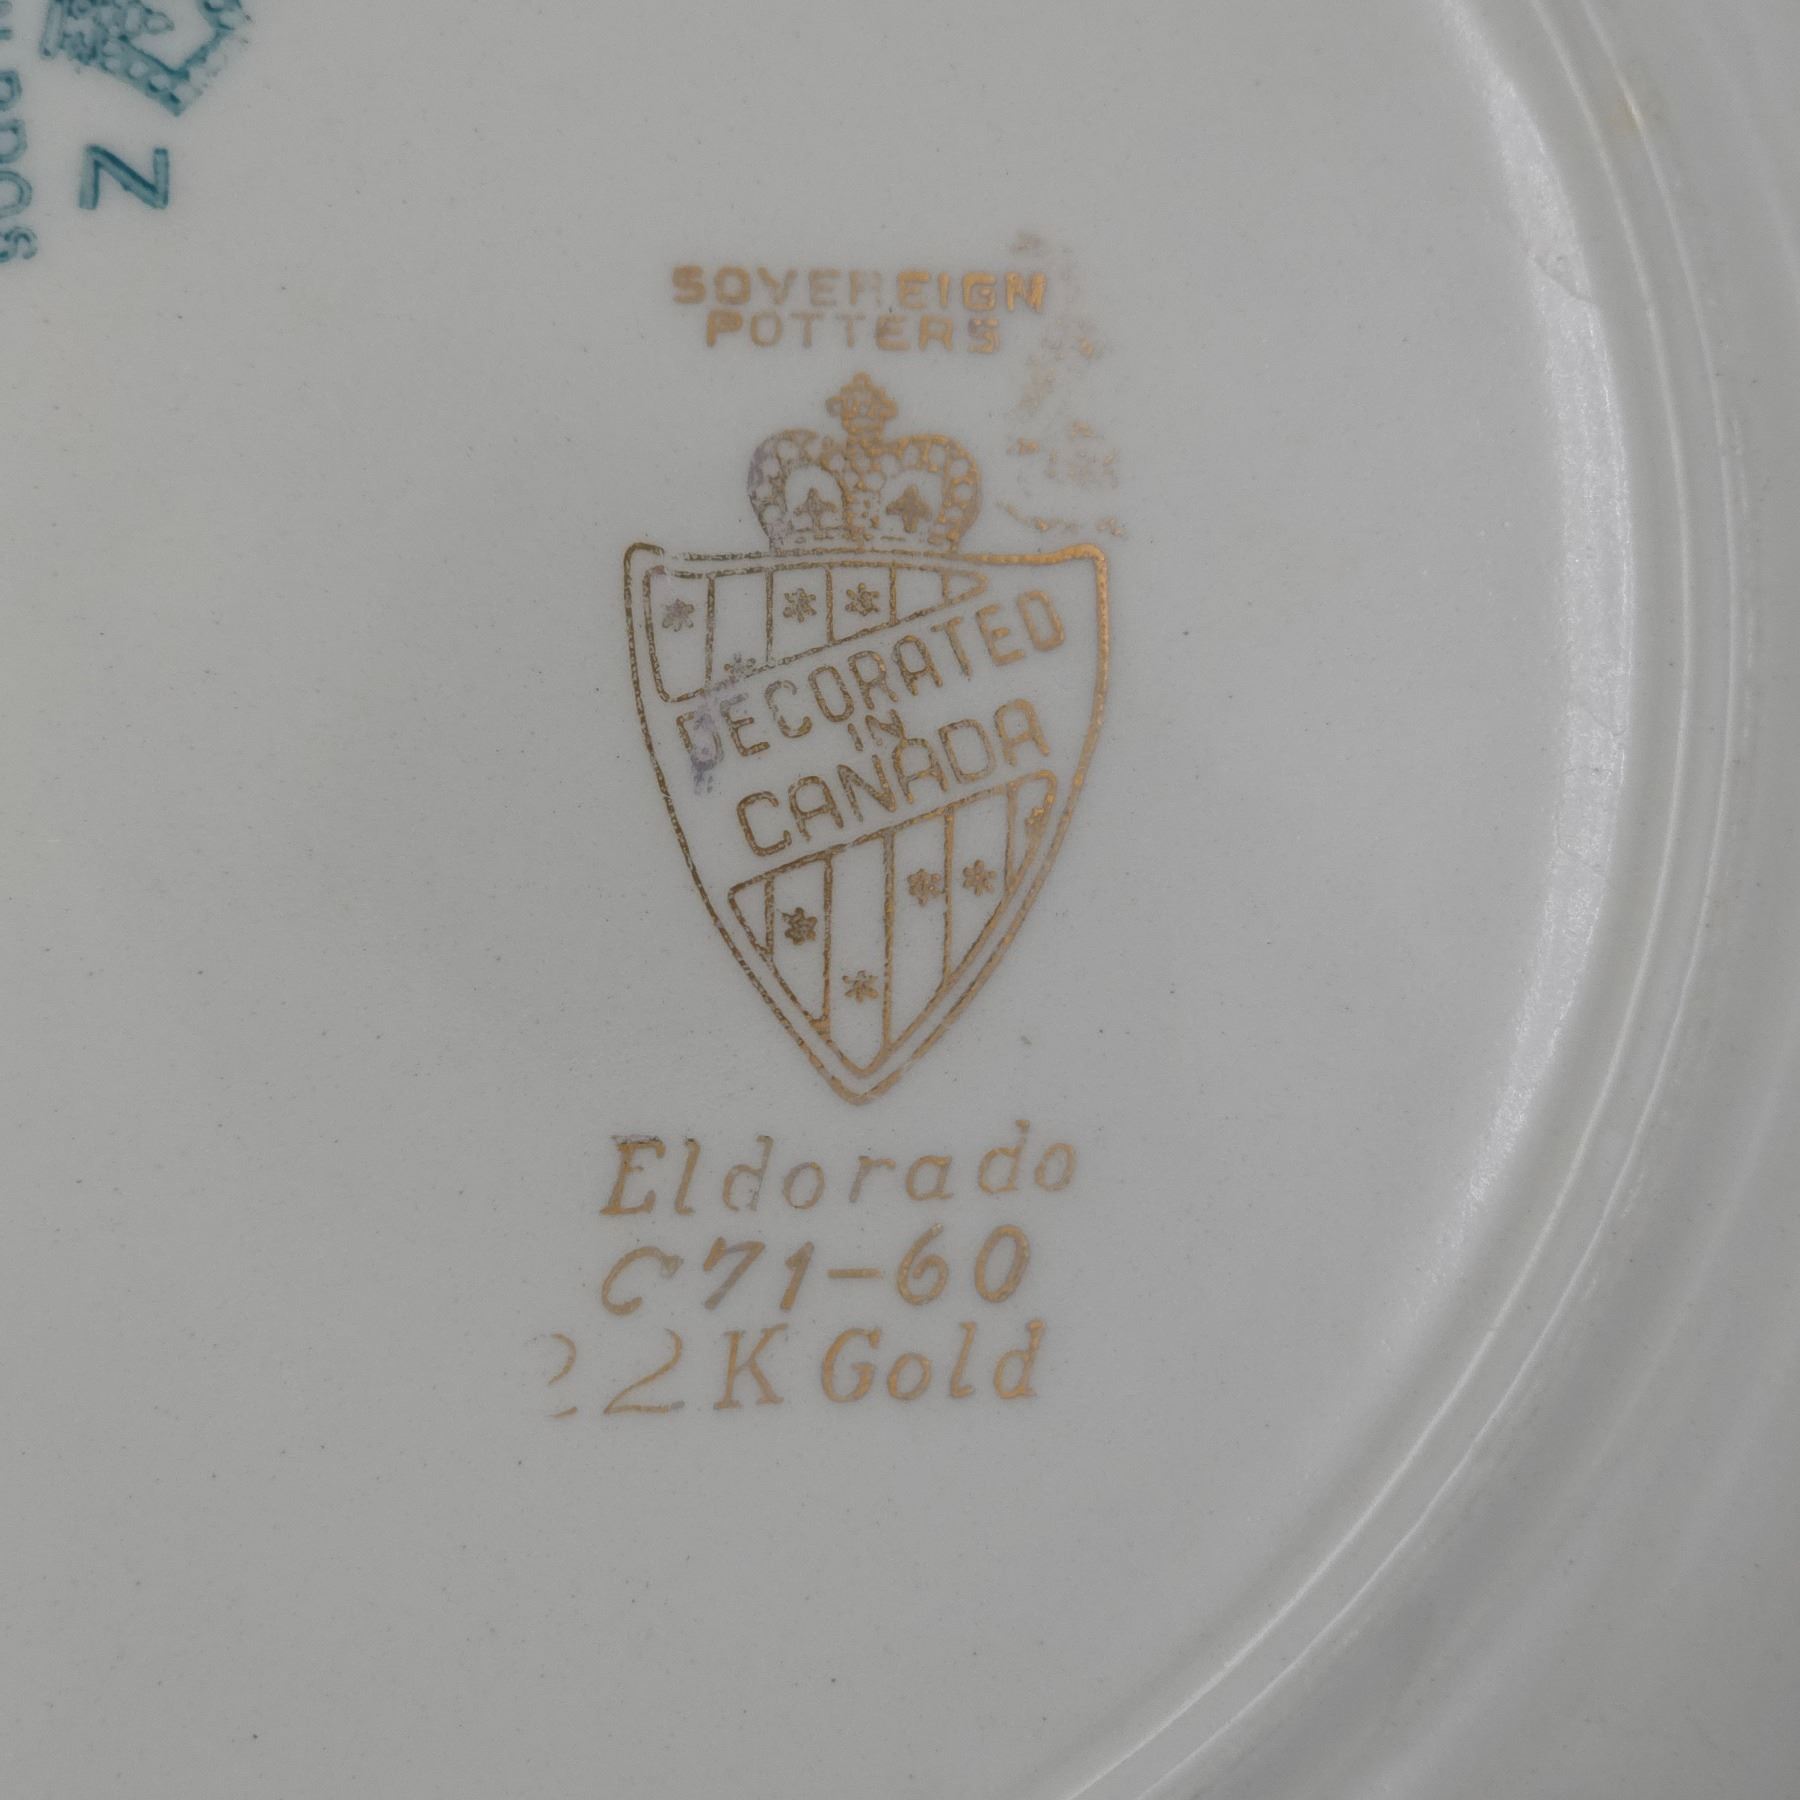 SOVEREIGN
POTTERS
DECORATED
IN
CANADA
Eldorado
C71-60
22K Gold